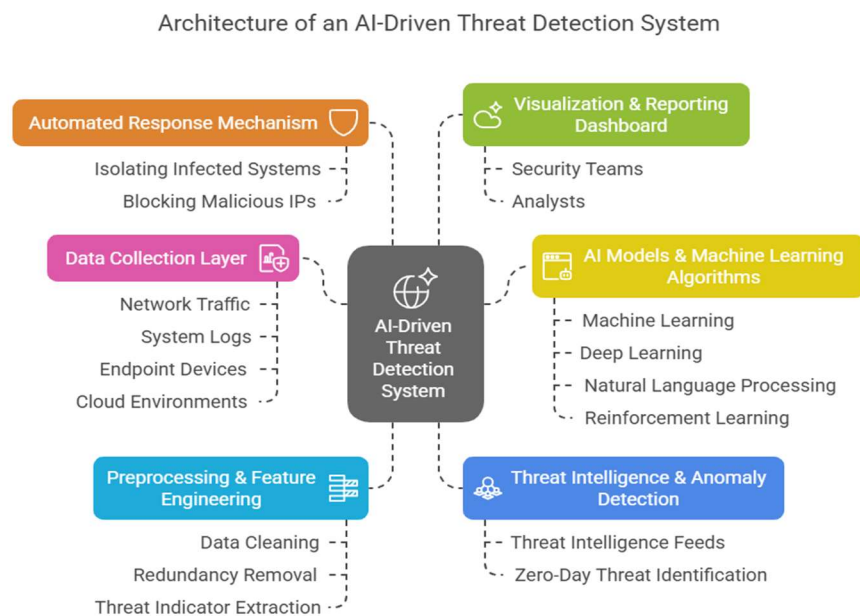 Architecture of an AI-Driven Threat Detection System
Automated Response Mechanism
Isolating Infected Systems
Blocking Malicious IPs
Visualization & Reporting
Dashboard
Security Teams
Analysts
Data Collection Layer
Network Traffic
System Logs
Endpoint Devices
Cloud Environments
AI-Driven
Threat
Detection
System
AI Models & Machine Learning
Algorithms
Machine Learning
Deep Learning
Natural Language Processing
Reinforcement Learning
Preprocessing & Feature
Engineering
Data Cleaning
Redundancy Removal
Threat Indicator Extraction
Threat Intelligence & Anomaly
Detection
Threat Intelligence Feeds
Zero-Day Threat Identification